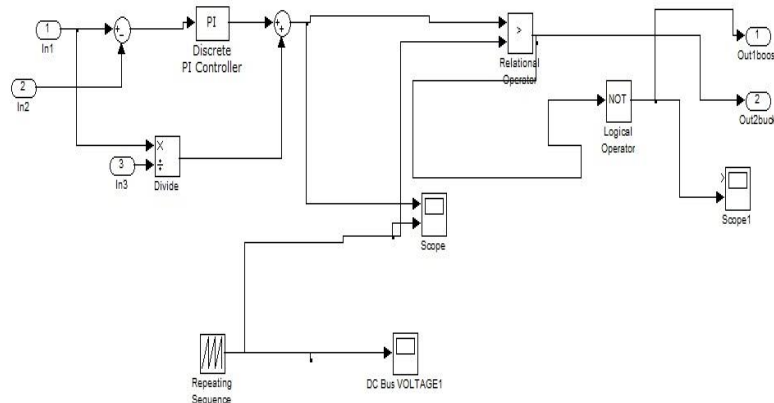 1
In1
2
In2
3
In3
PI
Discrete
PI Controller
Divide
>
Relational
Operator
NOT
Logical
Operator
1
Out1boos
2
Out2buck
Scope1
Scope
Repeating
Sequence
DC Bus VOLTAGE1